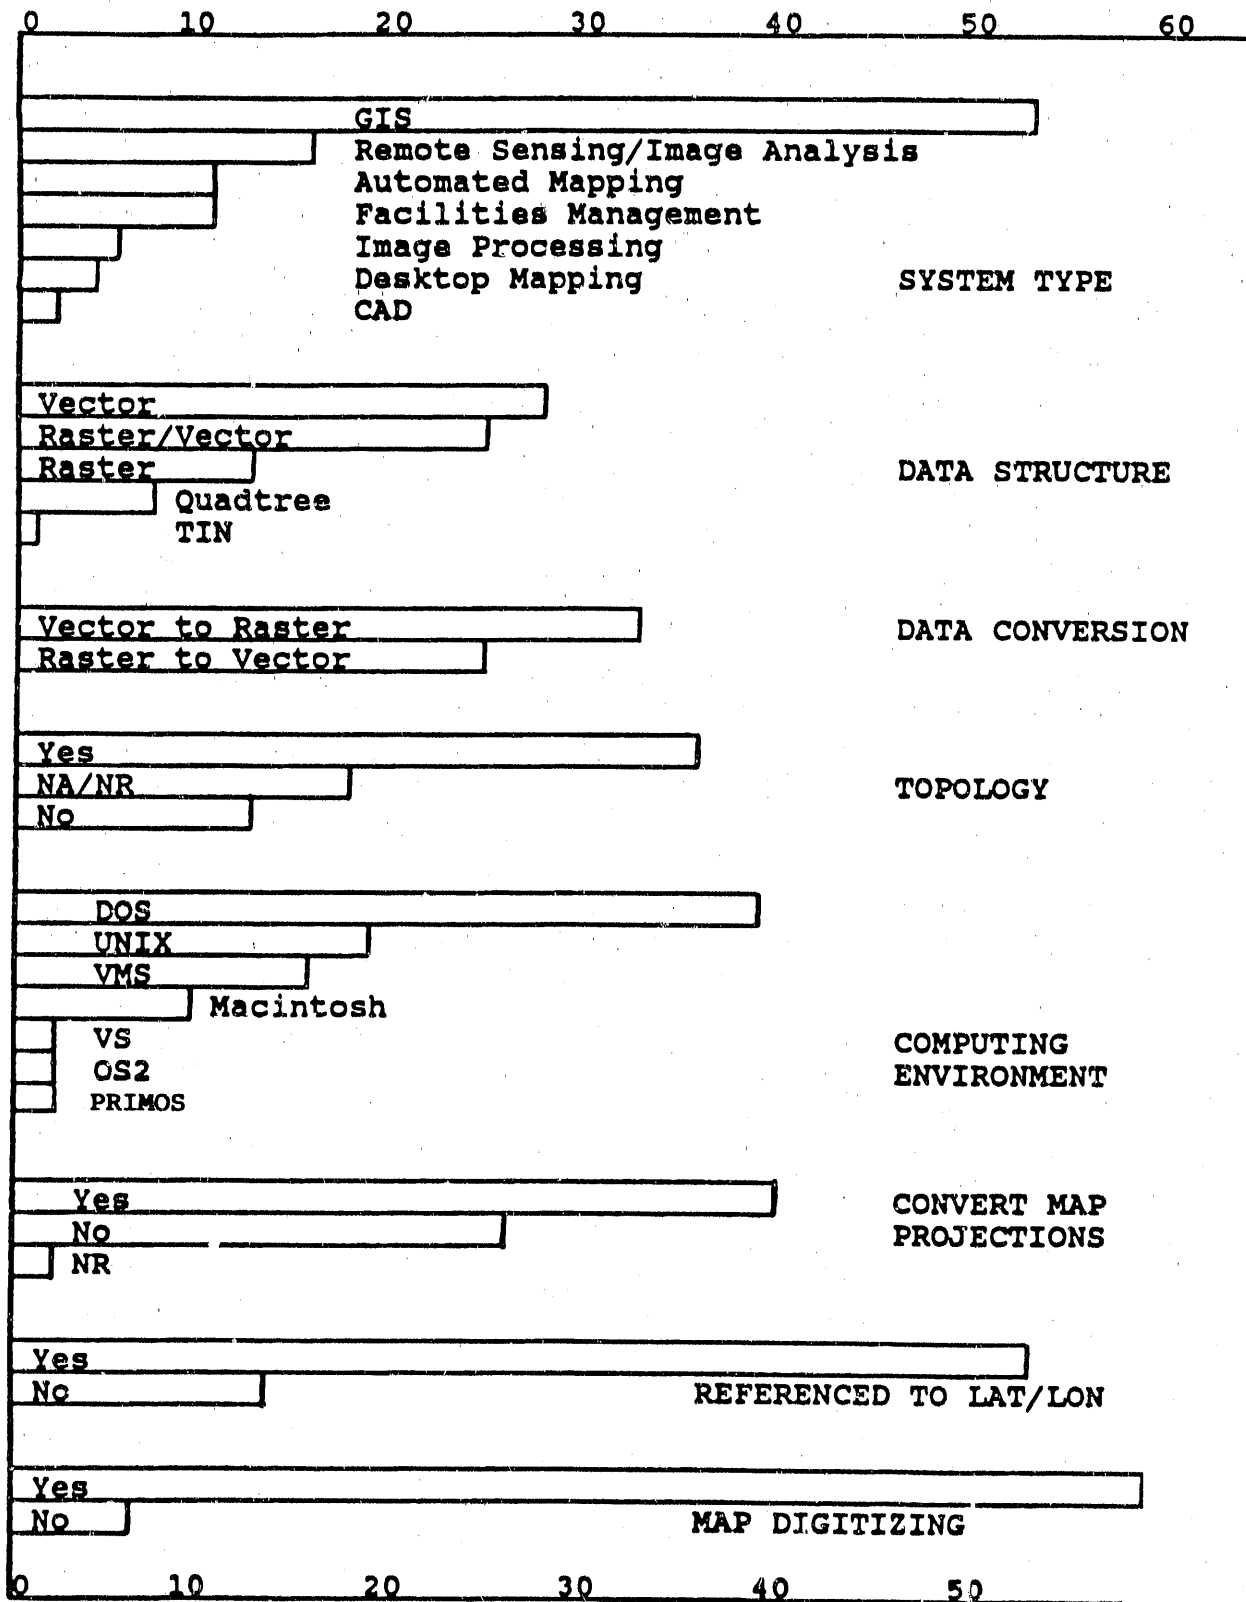 0 10 20 30 40 50 60
GIS
Remote Sensing/Image Analysis
Automated Mapping
Facilities Management
Image Processing
Desktop Mapping SYSTEM TYPE
CAD
Vector
Raster/Vector
Raster DATA STRUCTURE
Quadtree
TIN
Vector to Raster DATA CONVERSION
Raster to Vector
Yes
NA/NR TOPOLOGY
No
DOS
UNIX
VMS
Macintosh
VS COMPUTING
OS2 ENVIRONMENT
PRIMOS
Yes CONVERT MAP
No PROJECTIONS
NR
Yes
No REFERENCED TO LAT/LON
Yes
No MAP DIGITIZING
0 10 20 30 40 50